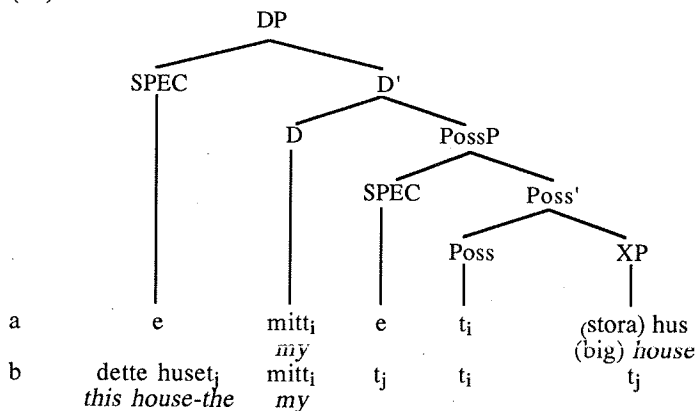 DP
SPEC D'
D PossP
SPEC Poss'
Poss XP
a e mittᵢ e tᵢ (stora) hus
my (big) house
b dette husetⱼ mittᵢ tⱼ tᵢ tⱼ
this house-the my